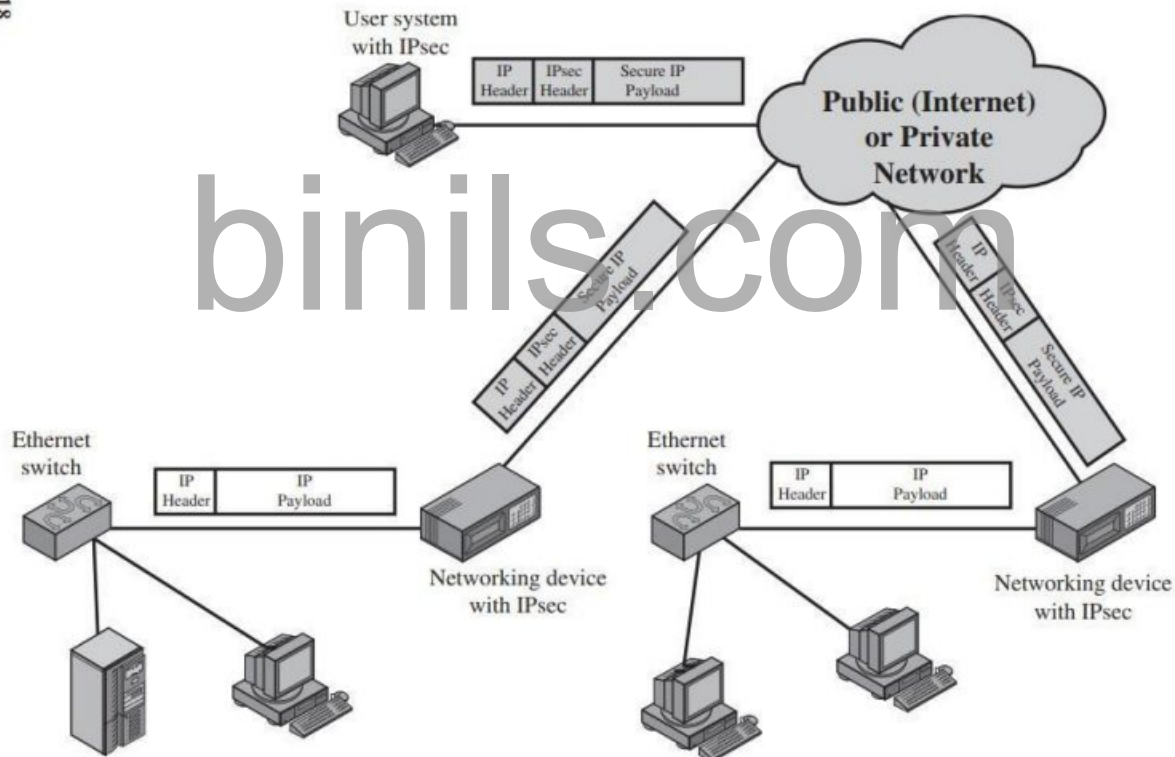 18
User system
with IPsec
IP
Header
IPsec
Header
Secure IP
Payload
Public (Internet)
or Private
Network
binils.com
IP
Header
IPsec
Header
Secure IP
Payload
IP
Header
IPsec
Header
Secure IP
Payload
Ethernet
switch
IP
Header
IP
Payload
Networking device
with IPsec
Ethernet
switch
IP
Header
IP
Payload
Networking device
with IPsec